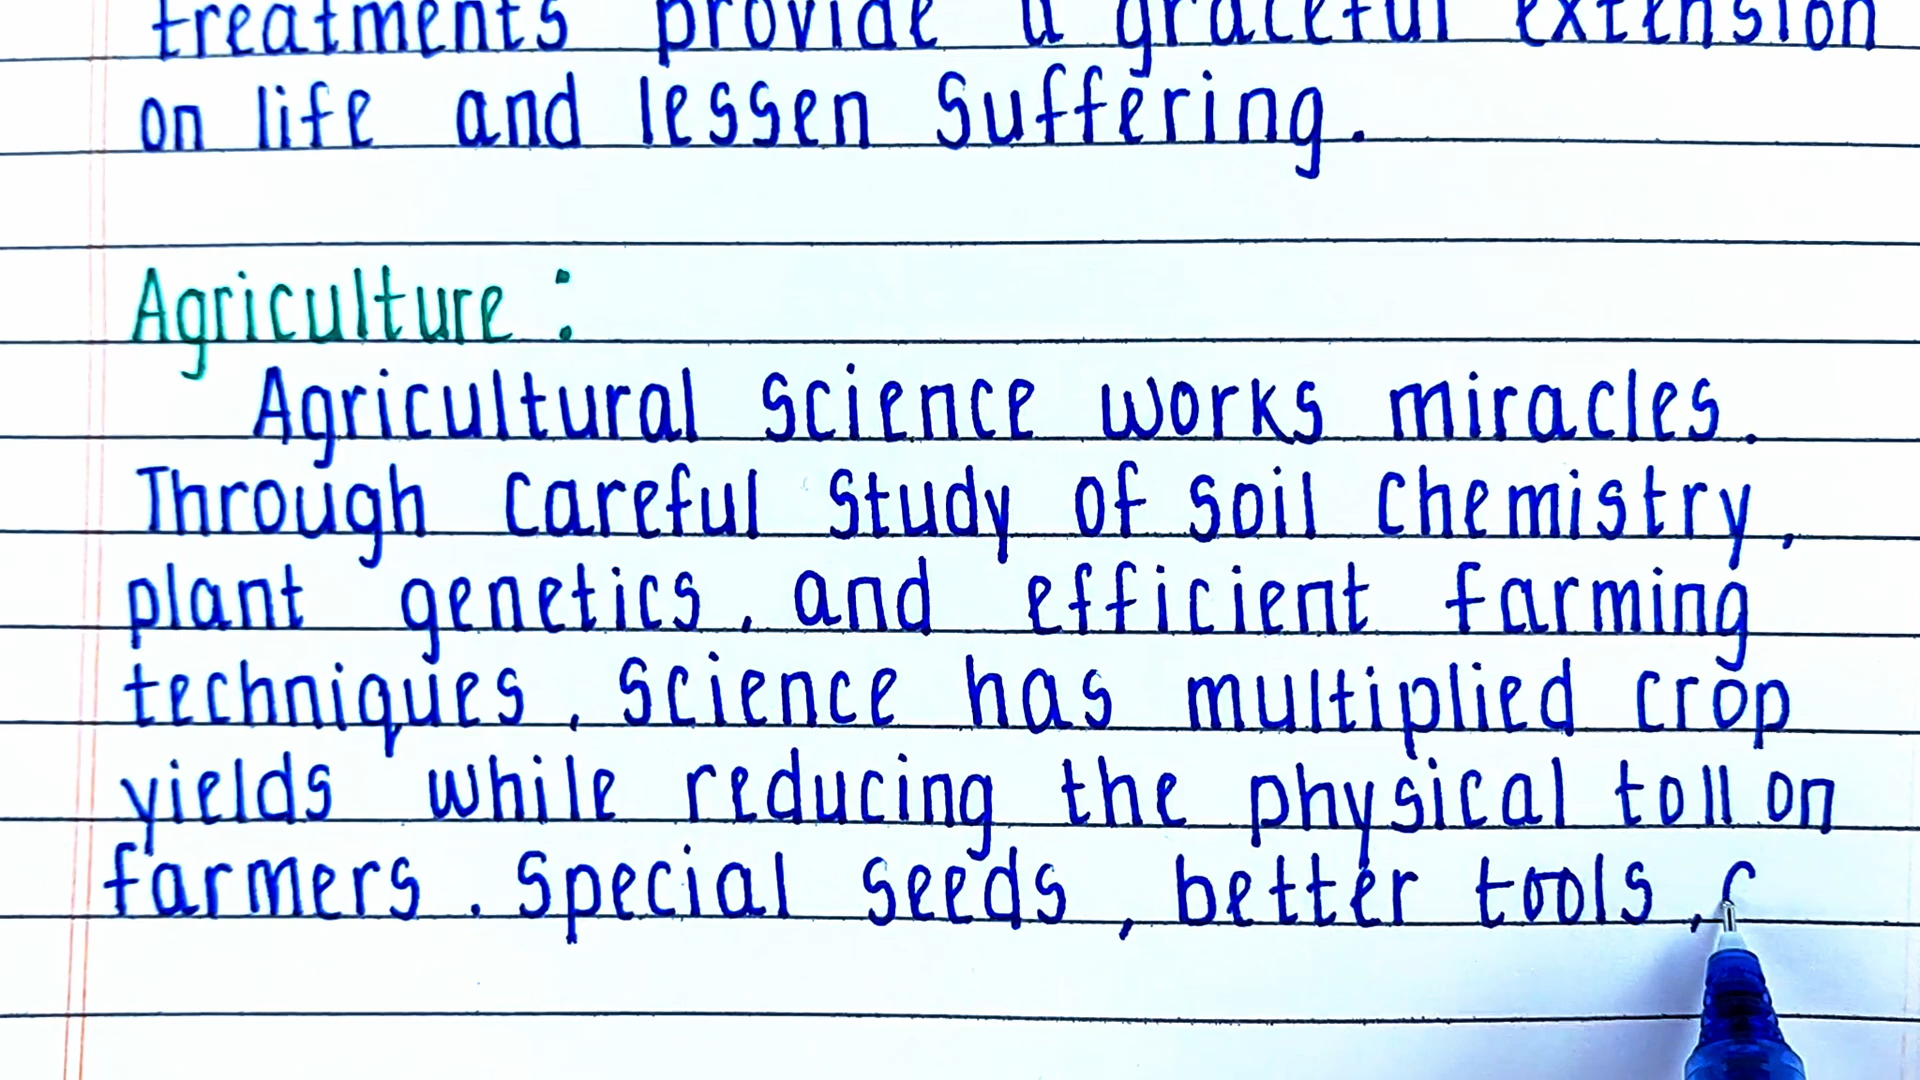 treatments provide a graceful extension
on life and lessen suffering.
Agriculture :
Agricultural science works miracles.
Through careful study of soil chemistry,
plant genetics, and efficient farming
techniques, science has multiplied crop
yields while reducing the physical toll on
farmers. Special seeds, better tools,